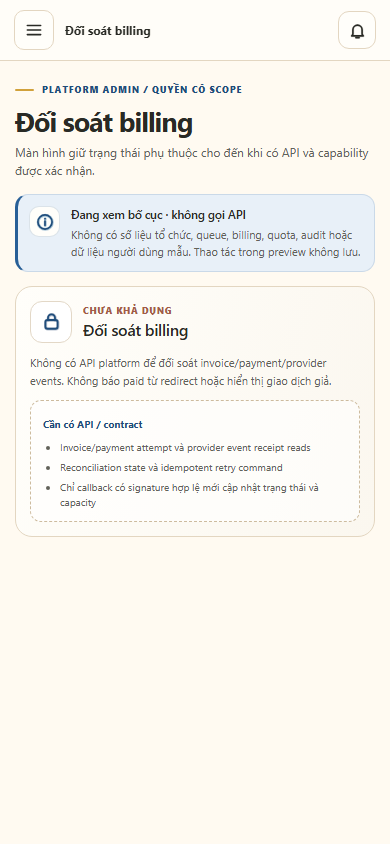 Đối soát billing
PLATFORM ADMIN / QUYỀN CÓ SCOPE
Đối soát billing
Màn hình giữ trạng thái phụ thuộc cho đến khi có API và capability
được xác nhận.
Đang xem bố cục · không gọi API
Không có số liệu tổ chức, queue, billing, quota, audit hoặc
dữ liệu người dùng mẫu. Thao tác trong preview không lưu.
CHƯA KHẢ DỤNG
Đối soát billing
Không có API platform để đối soát invoice/payment/provider
events. Không báo paid từ redirect hoặc hiển thị giao dịch giả.
Cần có API / contract
Invoice/payment attempt và provider event receipt reads
Reconciliation state và idempotent retry command
Chỉ callback có signature hợp lệ mới cập nhật trạng thái và
capacity